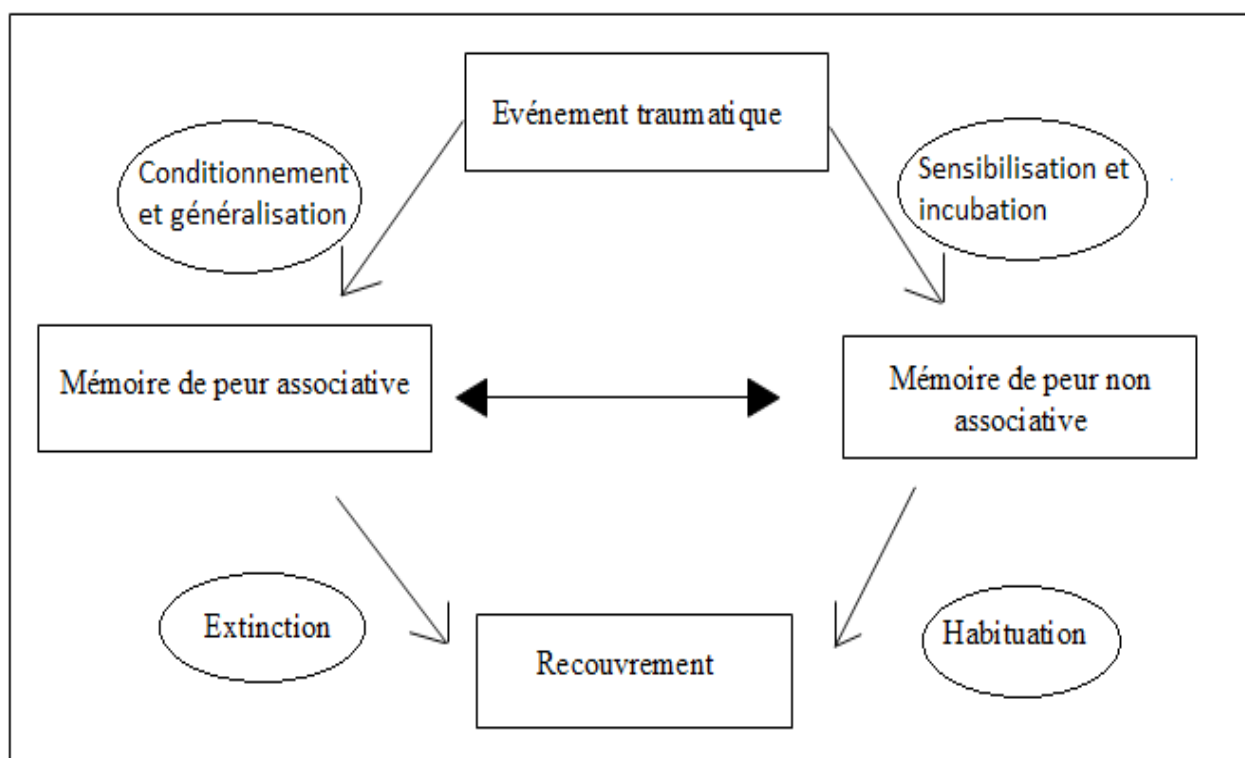 Evénement traumatique
Conditionnement
et généralisation
Sensibilisation et
incubation
Mémoire de peur associative
Mémoire de peur non
associative
Extinction
Habituation
Recouvrement